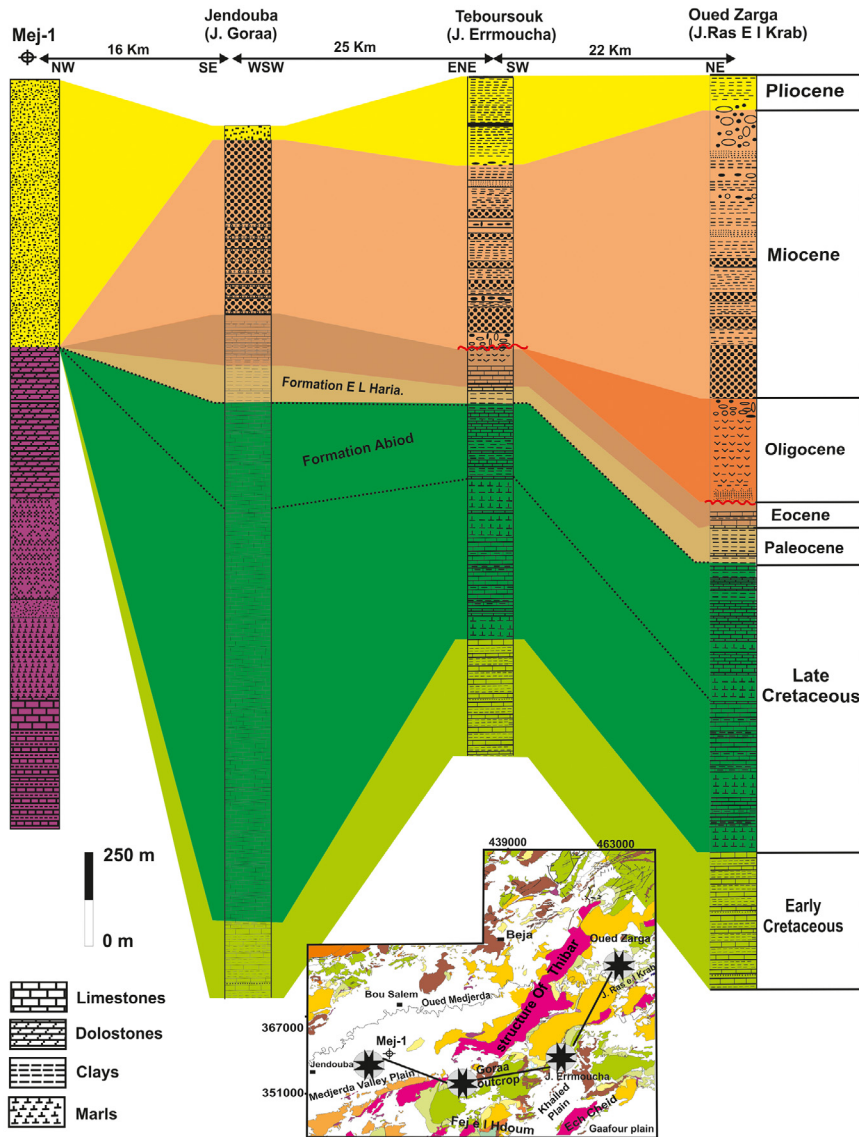 Mej-1
Jendouba
(J. Goraa)
Teboursouk
(J. Errmoucha)
Oued Zarga
(J.Ras E l Krab)
16 Km
25 Km
22 Km
NW
SE
WSW
ENE
SW
NE
Pliocene
Miocene
Formation E L Haria.
Formation Abiod
Oligocene
Eocene
Paleocene
Late
Cretaceous
Early
Cretaceous
250 m
0 m
Limestones
Dolostones
Clays
Marls
439000
463000
367000
351000
Beja
Oued Zarga
structure Of Thibar
J. Ras e l Krab
Bou Salem
Oued Medjerda
Mej-1
Jendouba
Medjerda Valley Plain
Goraa
outcrop
J. Errmoucha
Khalled
Plain
Fej e l Hdoum
Ech Cheid
Gaafour plain